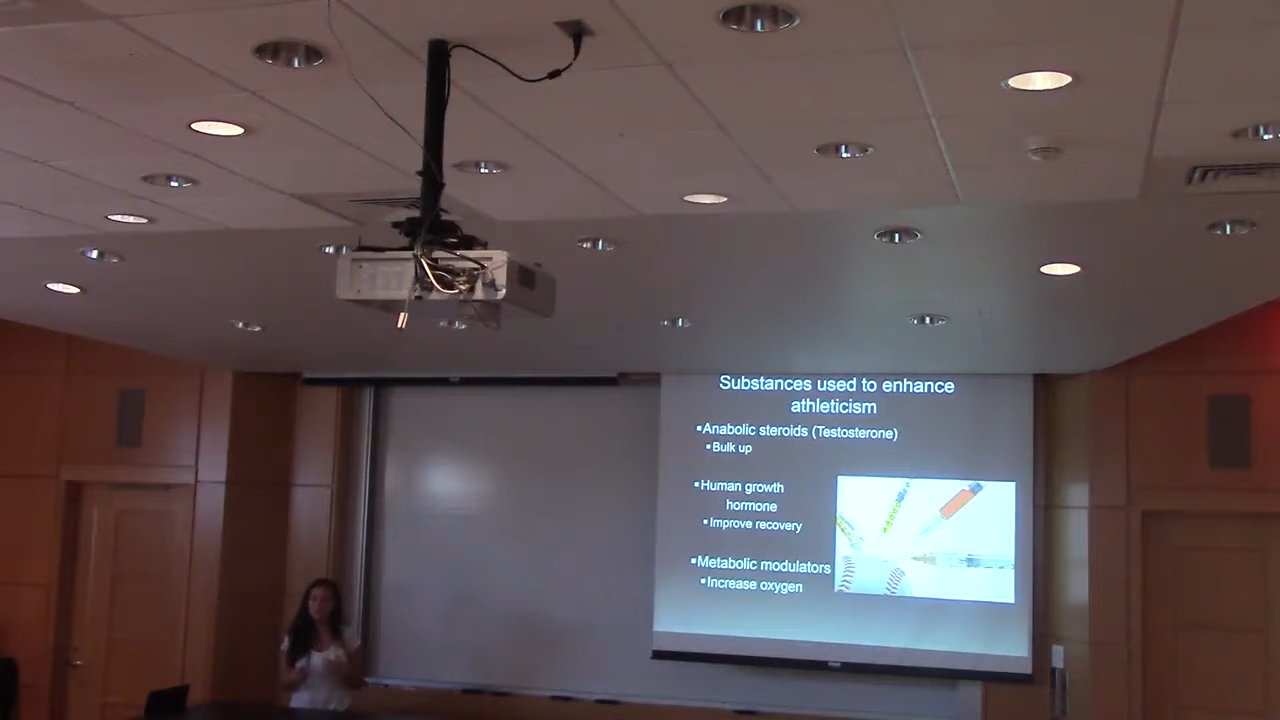 Substances used to enhance
athleticism
▪Anabolic steroids (Testosterone)
▪Bulk up
▪Human growth
hormone
▪Improve recovery
▪Metabolic modulators
▪Increase oxygen